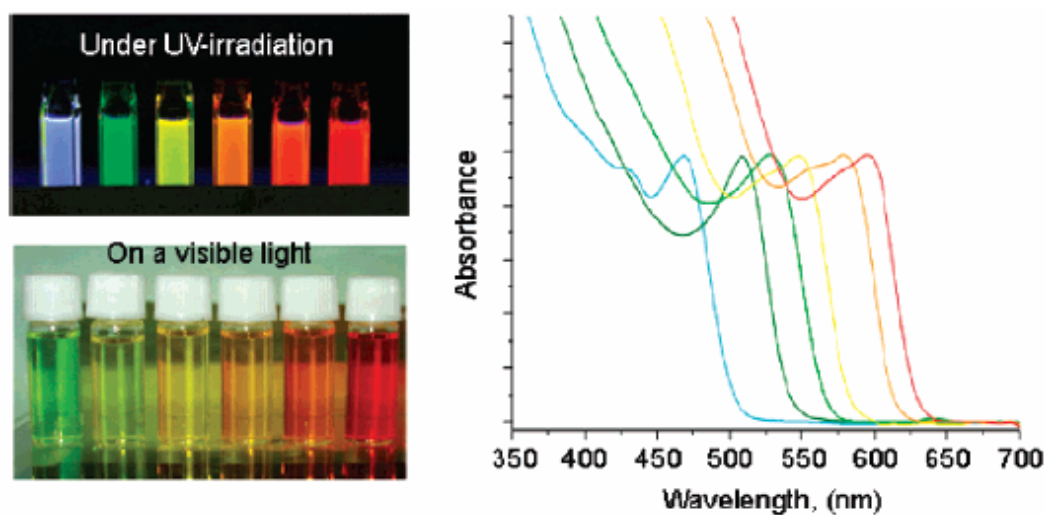 Under UV-irradiation
On a visible light
Absorbance
350 400 450 500 550 600 650 700
Wavelength, (nm)